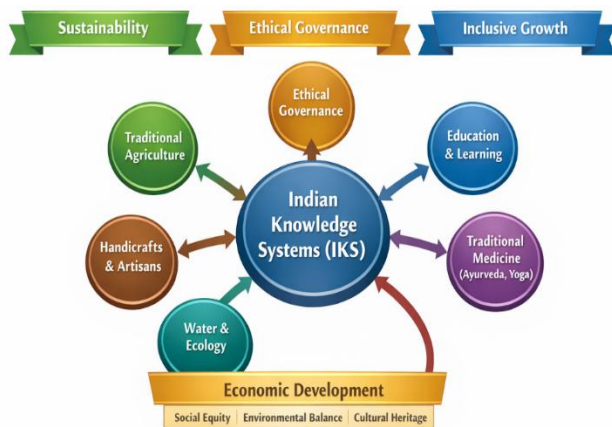 Sustainability
Ethical Governance
Inclusive Growth
Ethical
Governance
Traditional
Agriculture
Education
& Learning
Indian
Knowledge
Systems (IKS)
Handicrafts
& Artisans
Traditional
Medicine
(Ayurveda, Yoga)
Water &
Ecology
Economic Development
Social Equity | Environmental Balance | Cultural Heritage